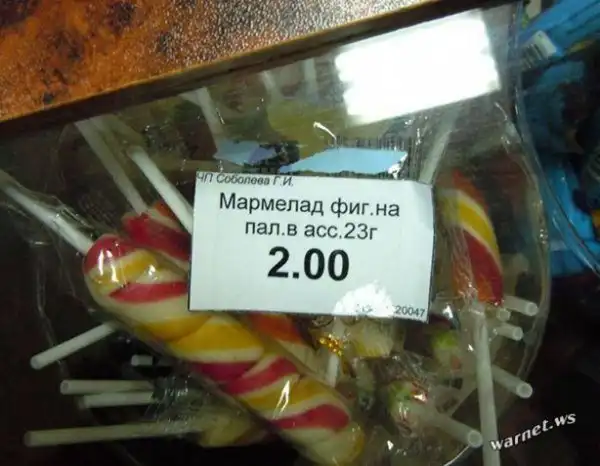 ЧП Соболева Г.И.
Мармелад фиг.на
пал.в асс.23г
2.00
20047
warnet.ws